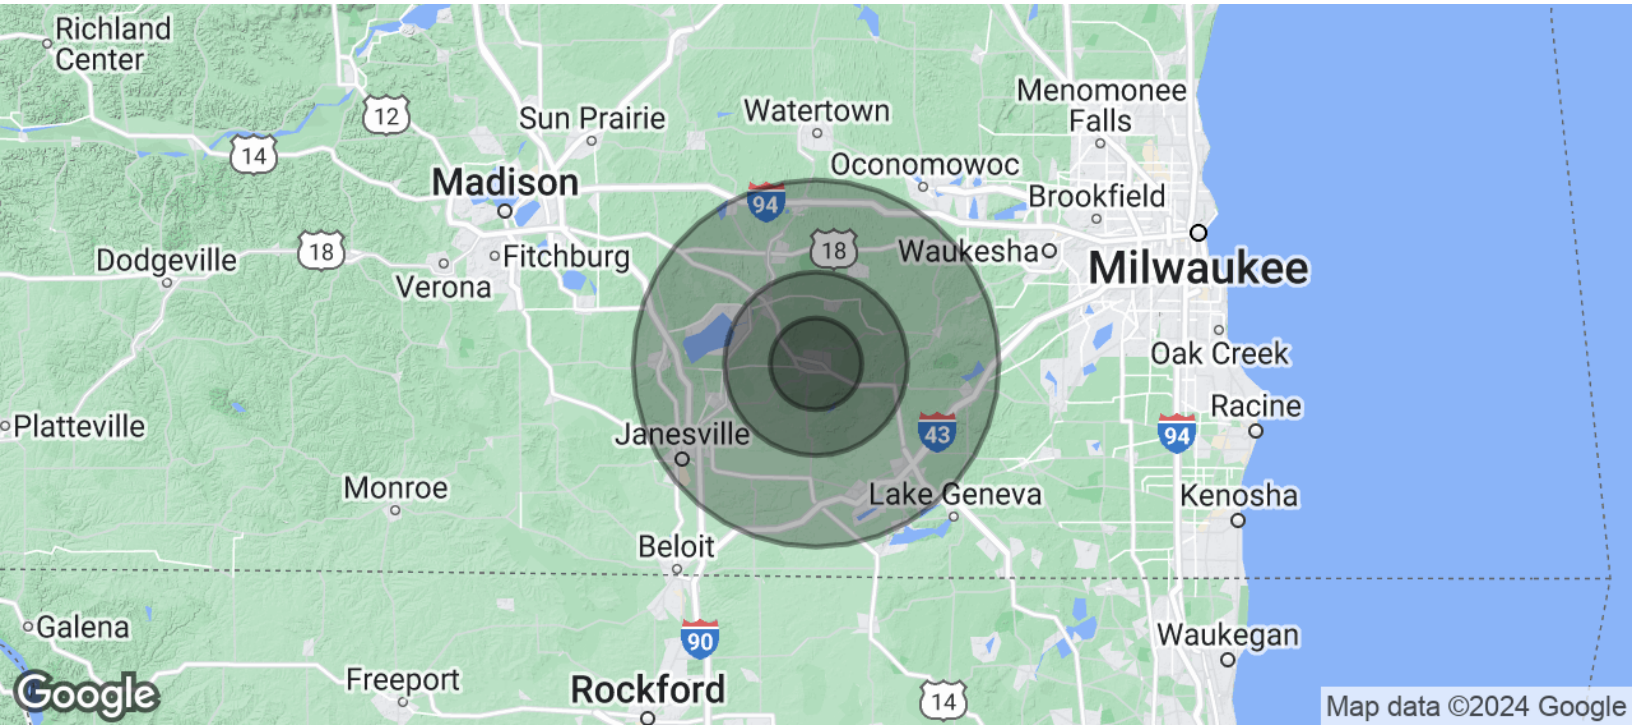 Richland
Center
12
Sun Prairie
Watertown
Menomonee
Falls
14
Madison
Oconomowoc
94
Brookfield
18
Dodgeville
Verona
Fitchburg
18
Waukesha
Milwaukee
Oak Creek
Platteville
Janesville
43
94
Racine
Monroe
Lake Geneva
Kenosha
Beloit
Galena
90
Waukegan
Google
Freeport
Rockford
14
Map data ©2024 Google